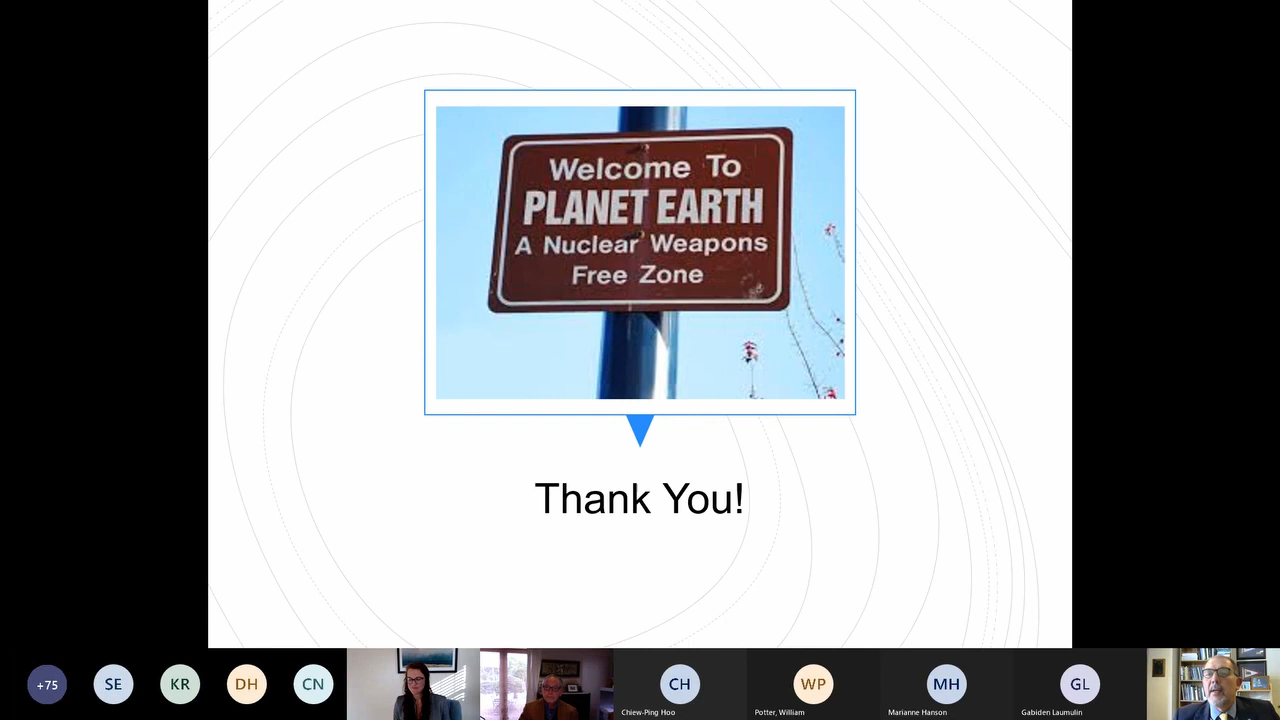 Welcome To
PLANET EARTH
A Nuclear Weapons
Free Zone
Thank You!
+75
SE
KR
DH
CN
CH
WP
MH
GL
Chiew-Ping Hoo
Potter, William
Marianne Hanson
Gabiden Laumulin